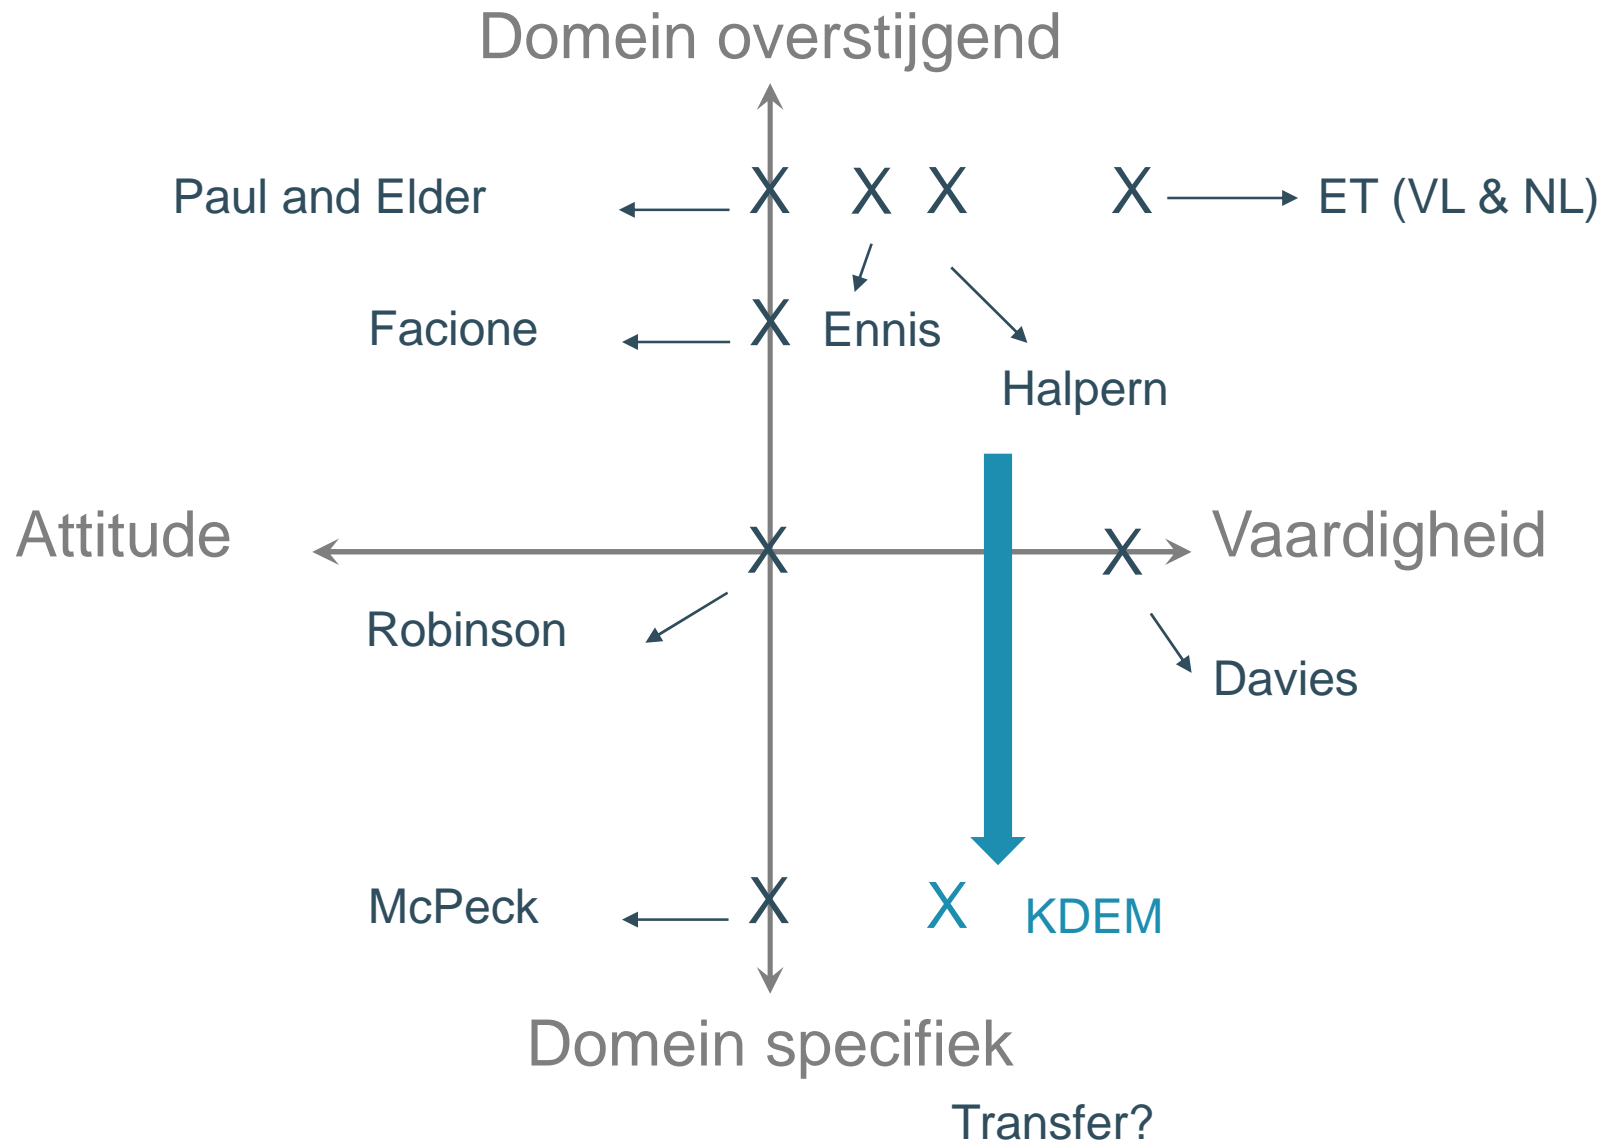 Domein overstijgend
Paul and Elder
X
X
X
X
ET (VL & NL)
Facione
X
Ennis
Halpern
Attitude
X
X
Vaardigheid
Robinson
Davies
McPeck
X
X
KDEM
Domein specifiek
Transfer?